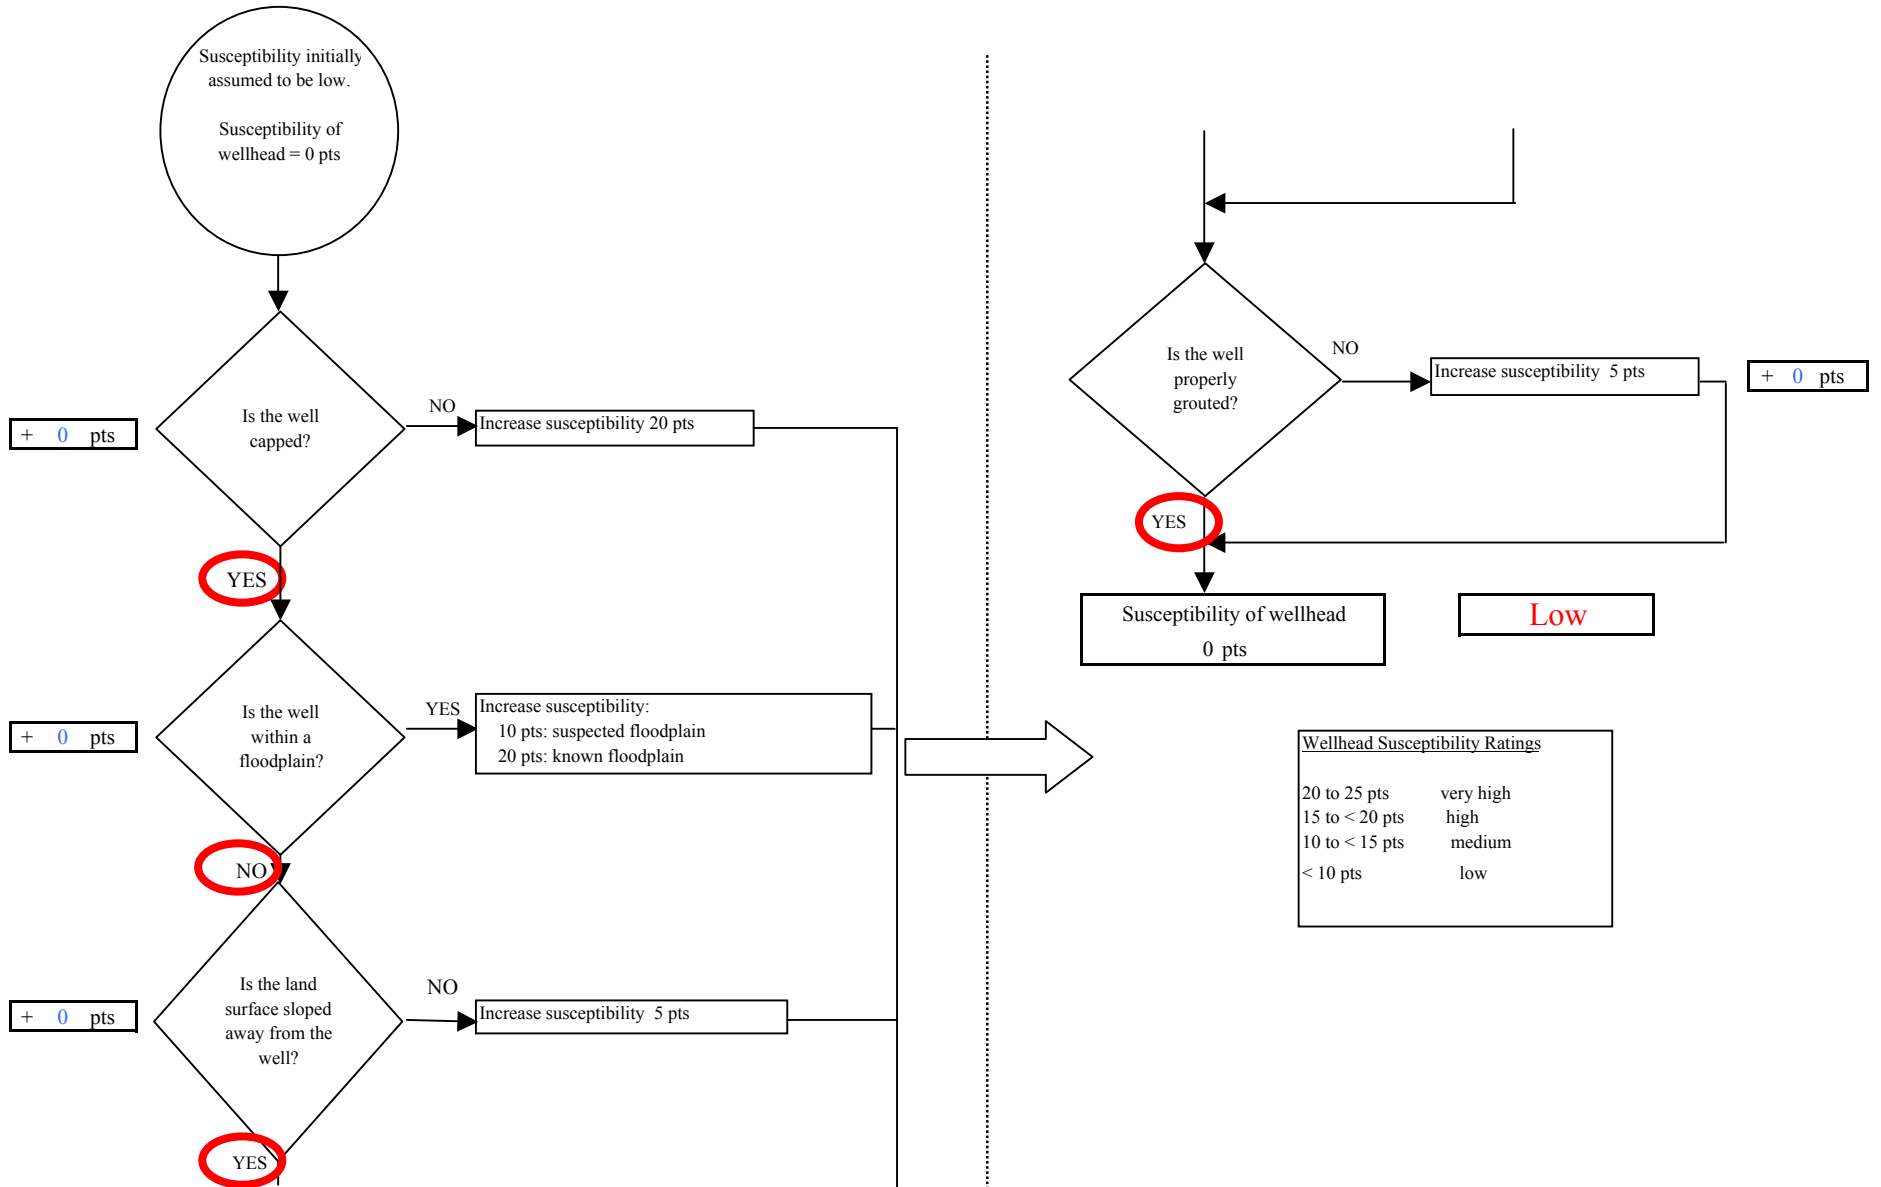 Susceptibility initially
assumed to be low.
Susceptibility of
wellhead = 0 pts
+ 0 pts
Is the well
capped?
NO
Increase susceptibility 20 pts
YES
+ 0 pts
Is the well
within a
floodplain?
YES
Increase susceptibility:
10 pts: suspected floodplain
20 pts: known floodplain
NO
+ 0 pts
Is the land
surface sloped
away from the
well?
NO
Increase susceptibility 5 pts
YES
Is the well
properly
grouted?
NO
Increase susceptibility 5 pts
+ 0 pts
YES
Susceptibility of wellhead
0 pts
Low
Wellhead Susceptibility Ratings
20 to 25 pts very high
15 to < 20 pts high
10 to < 15 pts medium
< 10 pts low